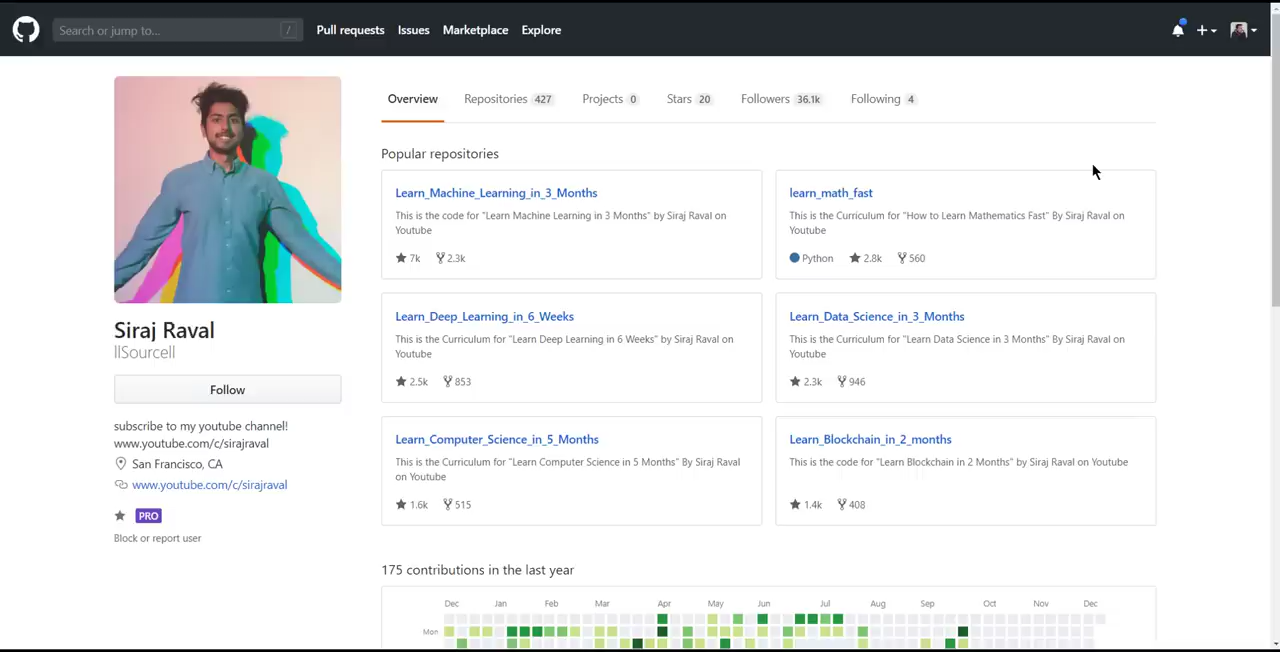 Search or jump to...
/
Pull requests
Issues
Marketplace
Explore
Overview
Repositories 427
Projects 0
Stars 20
Followers 36.1k
Following 4
Siraj Raval
llSourcell
Follow
subscribe to my youtube channel!
www.youtube.com/c/sirajraval
San Francisco, CA
www.youtube.com/c/sirajraval
PRO
Block or report user
Popular repositories
Learn_Machine_Learning_in_3_Months
This is the code for "Learn Machine Learning in 3 Months" by Siraj Raval on
Youtube
7k 2.3k
learn_math_fast
This is the Curriculum for "How to Learn Mathematics Fast" By Siraj Raval on
Youtube
Python 2.8k 560
Learn_Deep_Learning_in_6_Weeks
This is the Curriculum for "Learn Deep Learning in 6 Weeks" by Siraj Raval on
Youtube
2.5k 853
Learn_Data_Science_in_3_Months
This is the Curriculum for "Learn Data Science in 3 Months" By Siraj Raval on
Youtube
2.3k 946
Learn_Computer_Science_in_5_Months
This is the Curriculum for "Learn Computer Science in 5 Months" By Siraj Raval
on Youtube
1.6k 515
Learn_Blockchain_in_2_months
This is the code for "Learn Blockchain in 2 Months" by Siraj Raval on Youtube
1.4k 408
175 contributions in the last year
Dec Jan Feb Mar Apr May Jun Jul Aug Sep Oct Nov Dec
Mon